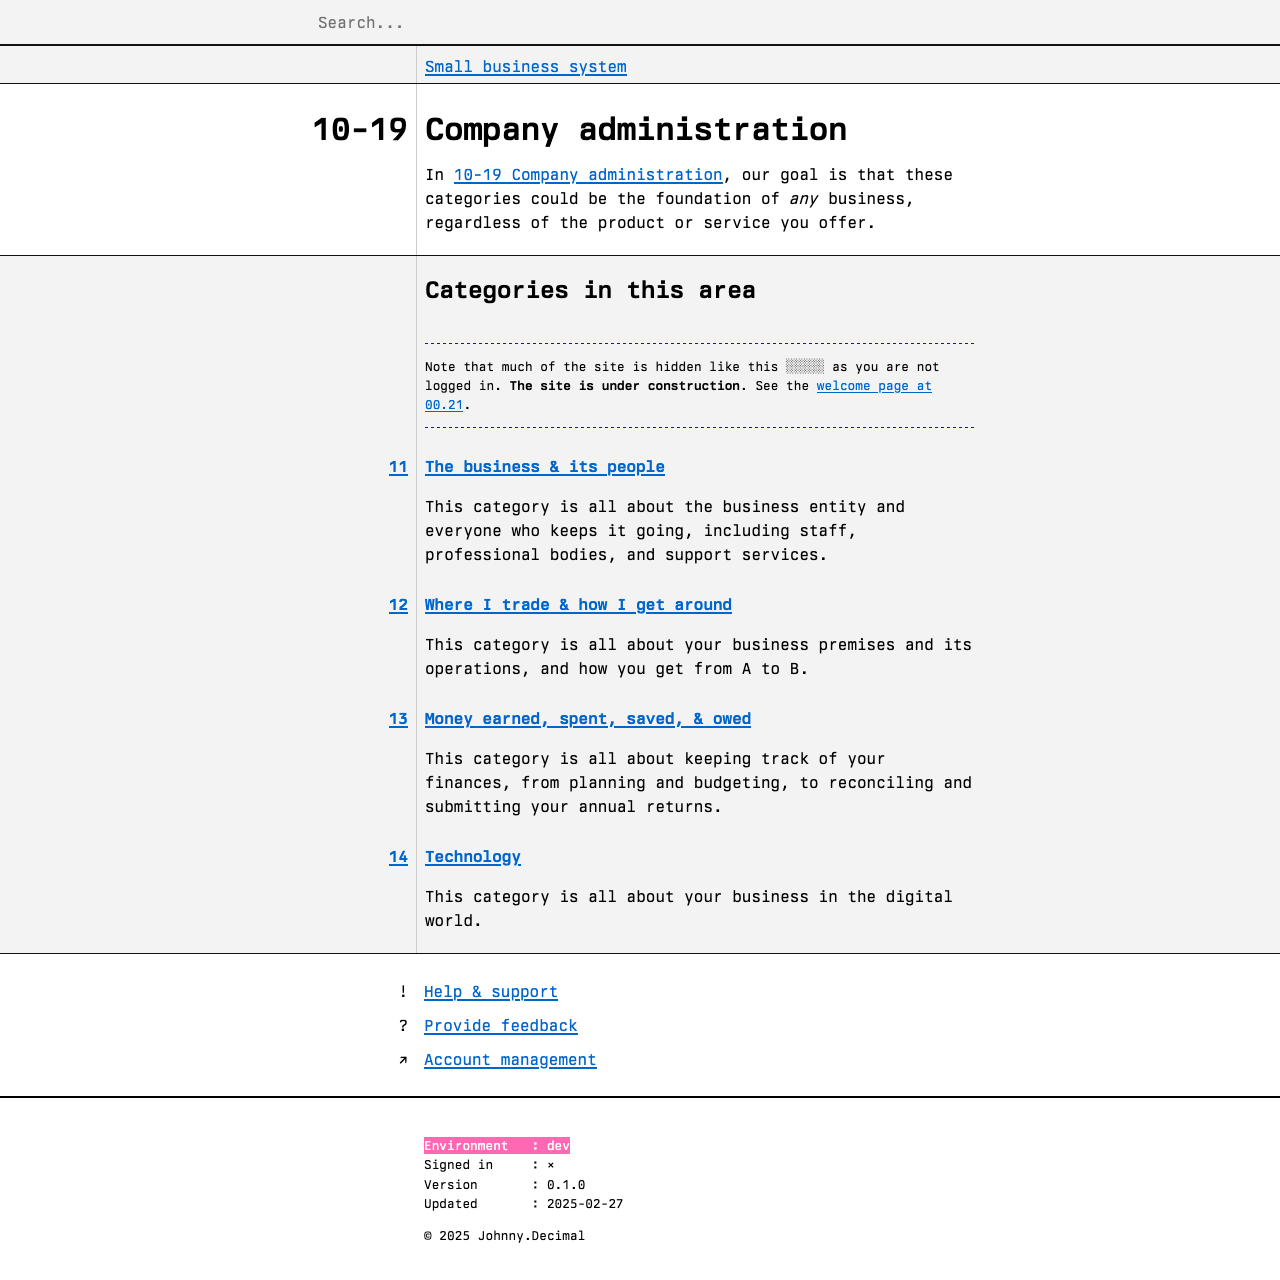 Search...
Small business system
10-19 Company administration
In 10-19 Company administration, our goal is that these
categories could be the foundation of any business,
regardless of the product or service you offer.
Categories in this area
Note that much of the site is hidden like this ░░░░░ as you are not
logged in. The site is under construction. See the welcome page at
00.21.
11 The business & its people
This category is all about the business entity and
everyone who keeps it going, including staff,
professional bodies, and support services.
12 Where I trade & how I get around
This category is all about your business premises and its
operations, and how you get from A to B.
13 Money earned, spent, saved, & owed
This category is all about keeping track of your
finances, from planning and budgeting, to reconciling and
submitting your annual returns.
14 Technology
This category is all about your business in the digital
world.
! Help & support
? Provide feedback
↗ Account management
Environment   : dev
Signed in     : ×
Version       : 0.1.0
Updated       : 2025-02-27
© 2025 Johnny.Decimal